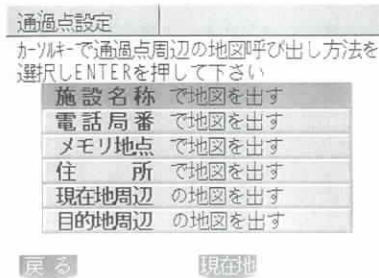 通過点設定
カーソルキーで通過点周辺の地図呼び出し方法を
選択しENTERを押して下さい
施設名称 で地図を出す
電話局番 で地図を出す
メモリ地点 で地図を出す
住 所 で地図を出す
現在地周辺 の地図を出す
目的地周辺 の地図を出す
戻る 現在地